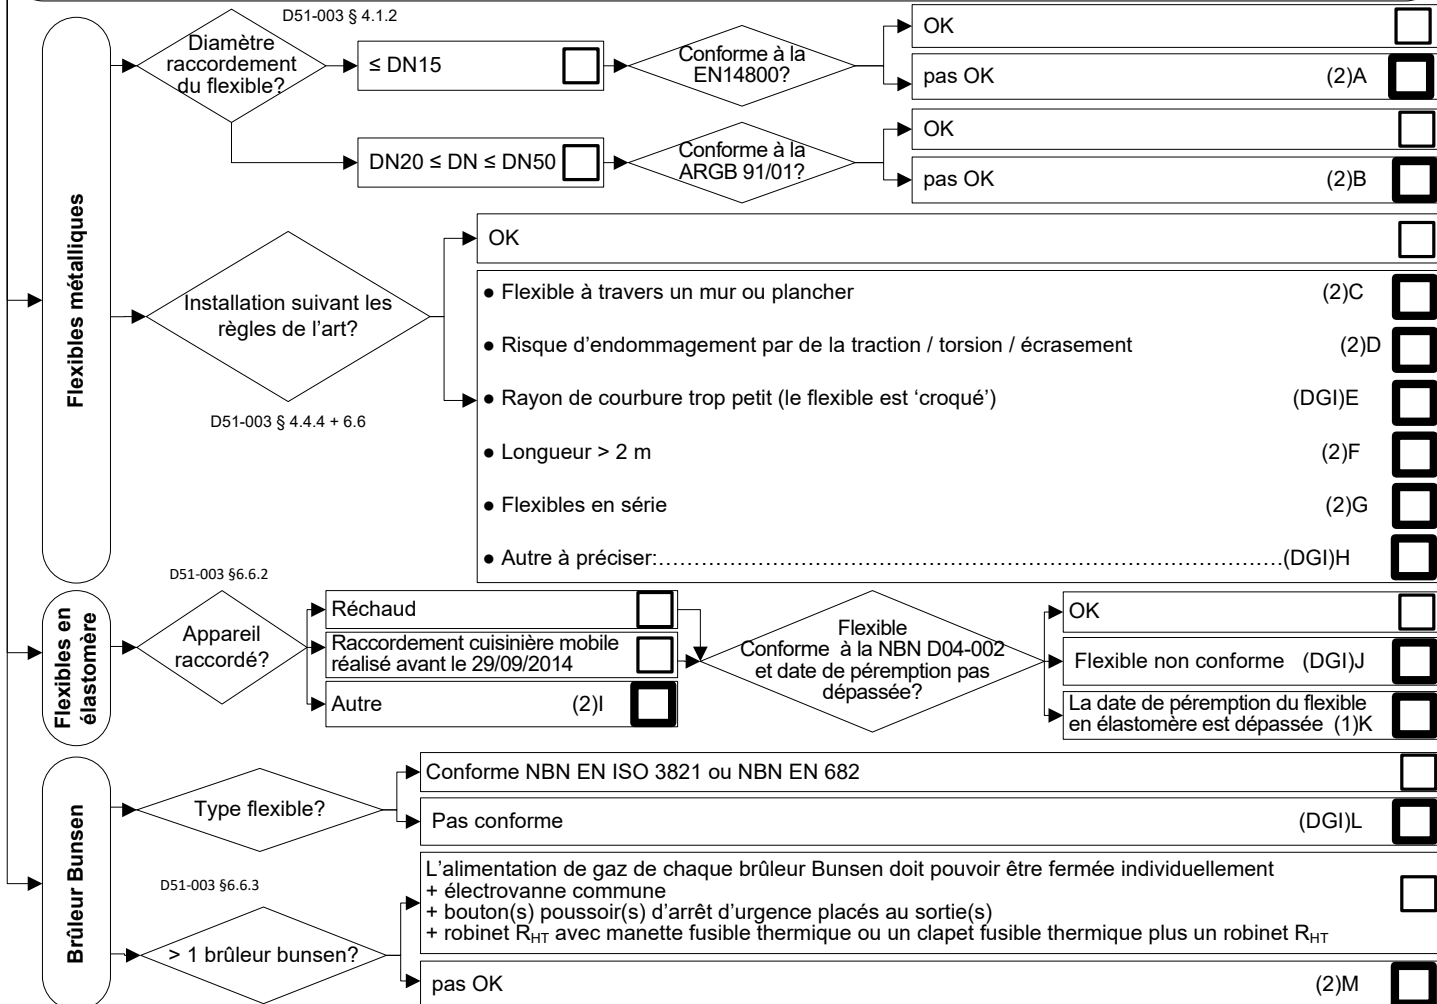 D51-003 § 4.1.2
Flexibles métalliques
Diamètre
raccordement
du flexible?
≤ DN15
Conforme à la
EN14800?
OK
pas OK (2)A
DN20 ≤ DN ≤ DN50
Conforme à la
ARGB 91/01?
OK
pas OK (2)B
Installation suivant les
règles de l’art?
D51-003 § 4.4.4 + 6.6
OK
● Flexible à travers un mur ou plancher (2)C
● Risque d’endommagement par de la traction / torsion / écrasement (2)D
● Rayon de courbure trop petit (le flexible est ‘croqué’) (DGI)E
● Longueur > 2 m (2)F
● Flexibles en série (2)G
● Autre à préciser:..........................................................................................(DGI)H
Flexibles en
élastomère
D51-003 §6.6.2
Appareil
raccordé?
Réchaud
Raccordement cuisinière mobile
réalisé avant le 29/09/2014
Autre (2)I
Flexible
Conforme à la NBN D04-002
et date de péremption pas
dépassée?
OK
Flexible non conforme (DGI)J
La date de péremption du flexible
en élastomère est dépassée (1)K
Brûleur Bunsen
Type flexible?
Conforme NBN EN ISO 3821 ou NBN EN 682
Pas conforme (DGI)L
D51-003 §6.6.3
> 1 brûleur bunsen?
L’alimentation de gaz de chaque brûleur Bunsen doit pouvoir être fermée individuellement
+ électrovanne commune
+ bouton(s) poussoir(s) d’arrêt d’urgence placés au sortie(s)
+ robinet RHT avec manette fusible thermique ou un clapet fusible thermique plus un robinet RHT
pas OK (2)M